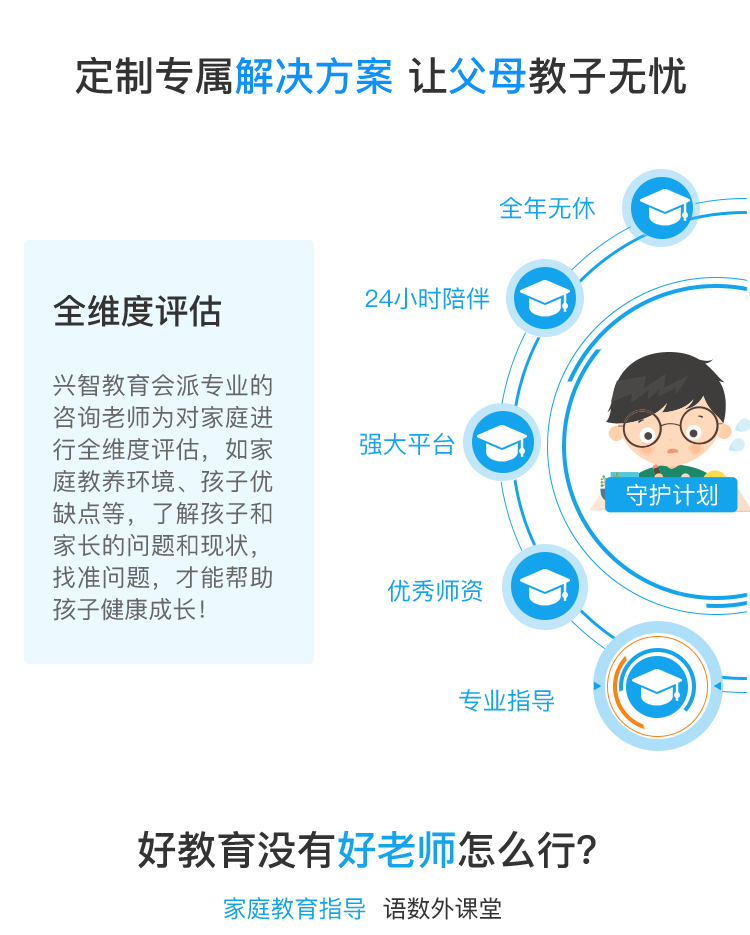 定制专属解决方案 让父母教子无忧
全年无休
24小时陪伴
强大平台
优秀师资
专业指导
守护计划
全维度评估
兴智教育会派专业的
咨询老师为对家庭进
行全维度评估，如家
庭教养环境、孩子优
缺点等，了解孩子和
家长的问题和现状，
找准问题，才能帮助
孩子健康成长！
好教育没有好老师怎么行？
家庭教育指导 语数外课堂